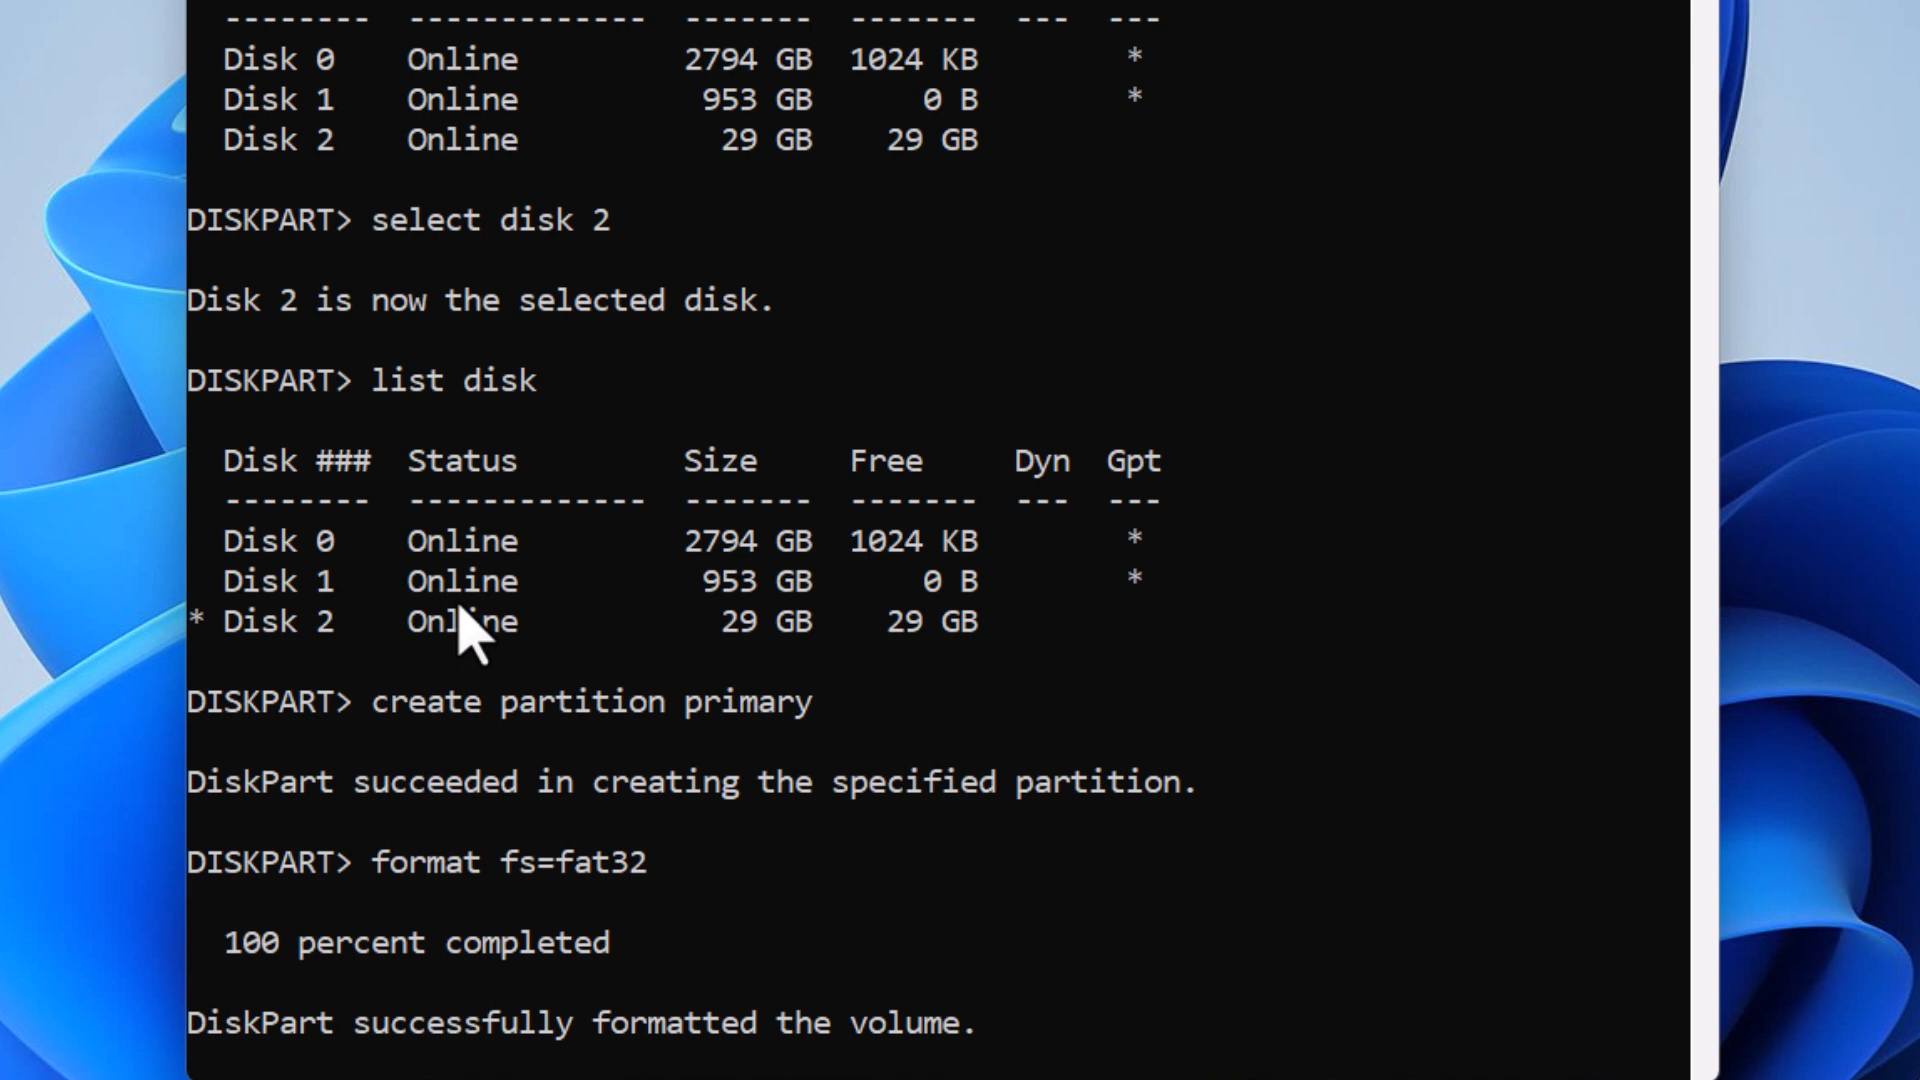 -------- ------------- ------- ------- --- ---
Disk 0 Online 2794 GB 1024 KB *
Disk 1 Online 953 GB 0 B *
Disk 2 Online 29 GB 29 GB
DISKPART> select disk 2
Disk 2 is now the selected disk.
DISKPART> list disk
Disk ### Status Size Free Dyn Gpt
-------- ------------- ------- ------- --- ---
Disk 0 Online 2794 GB 1024 KB *
Disk 1 Online 953 GB 0 B *
* Disk 2 Online 29 GB 29 GB
DISKPART> create partition primary
DiskPart succeeded in creating the specified partition.
DISKPART> format fs=fat32
100 percent completed
DiskPart successfully formatted the volume.